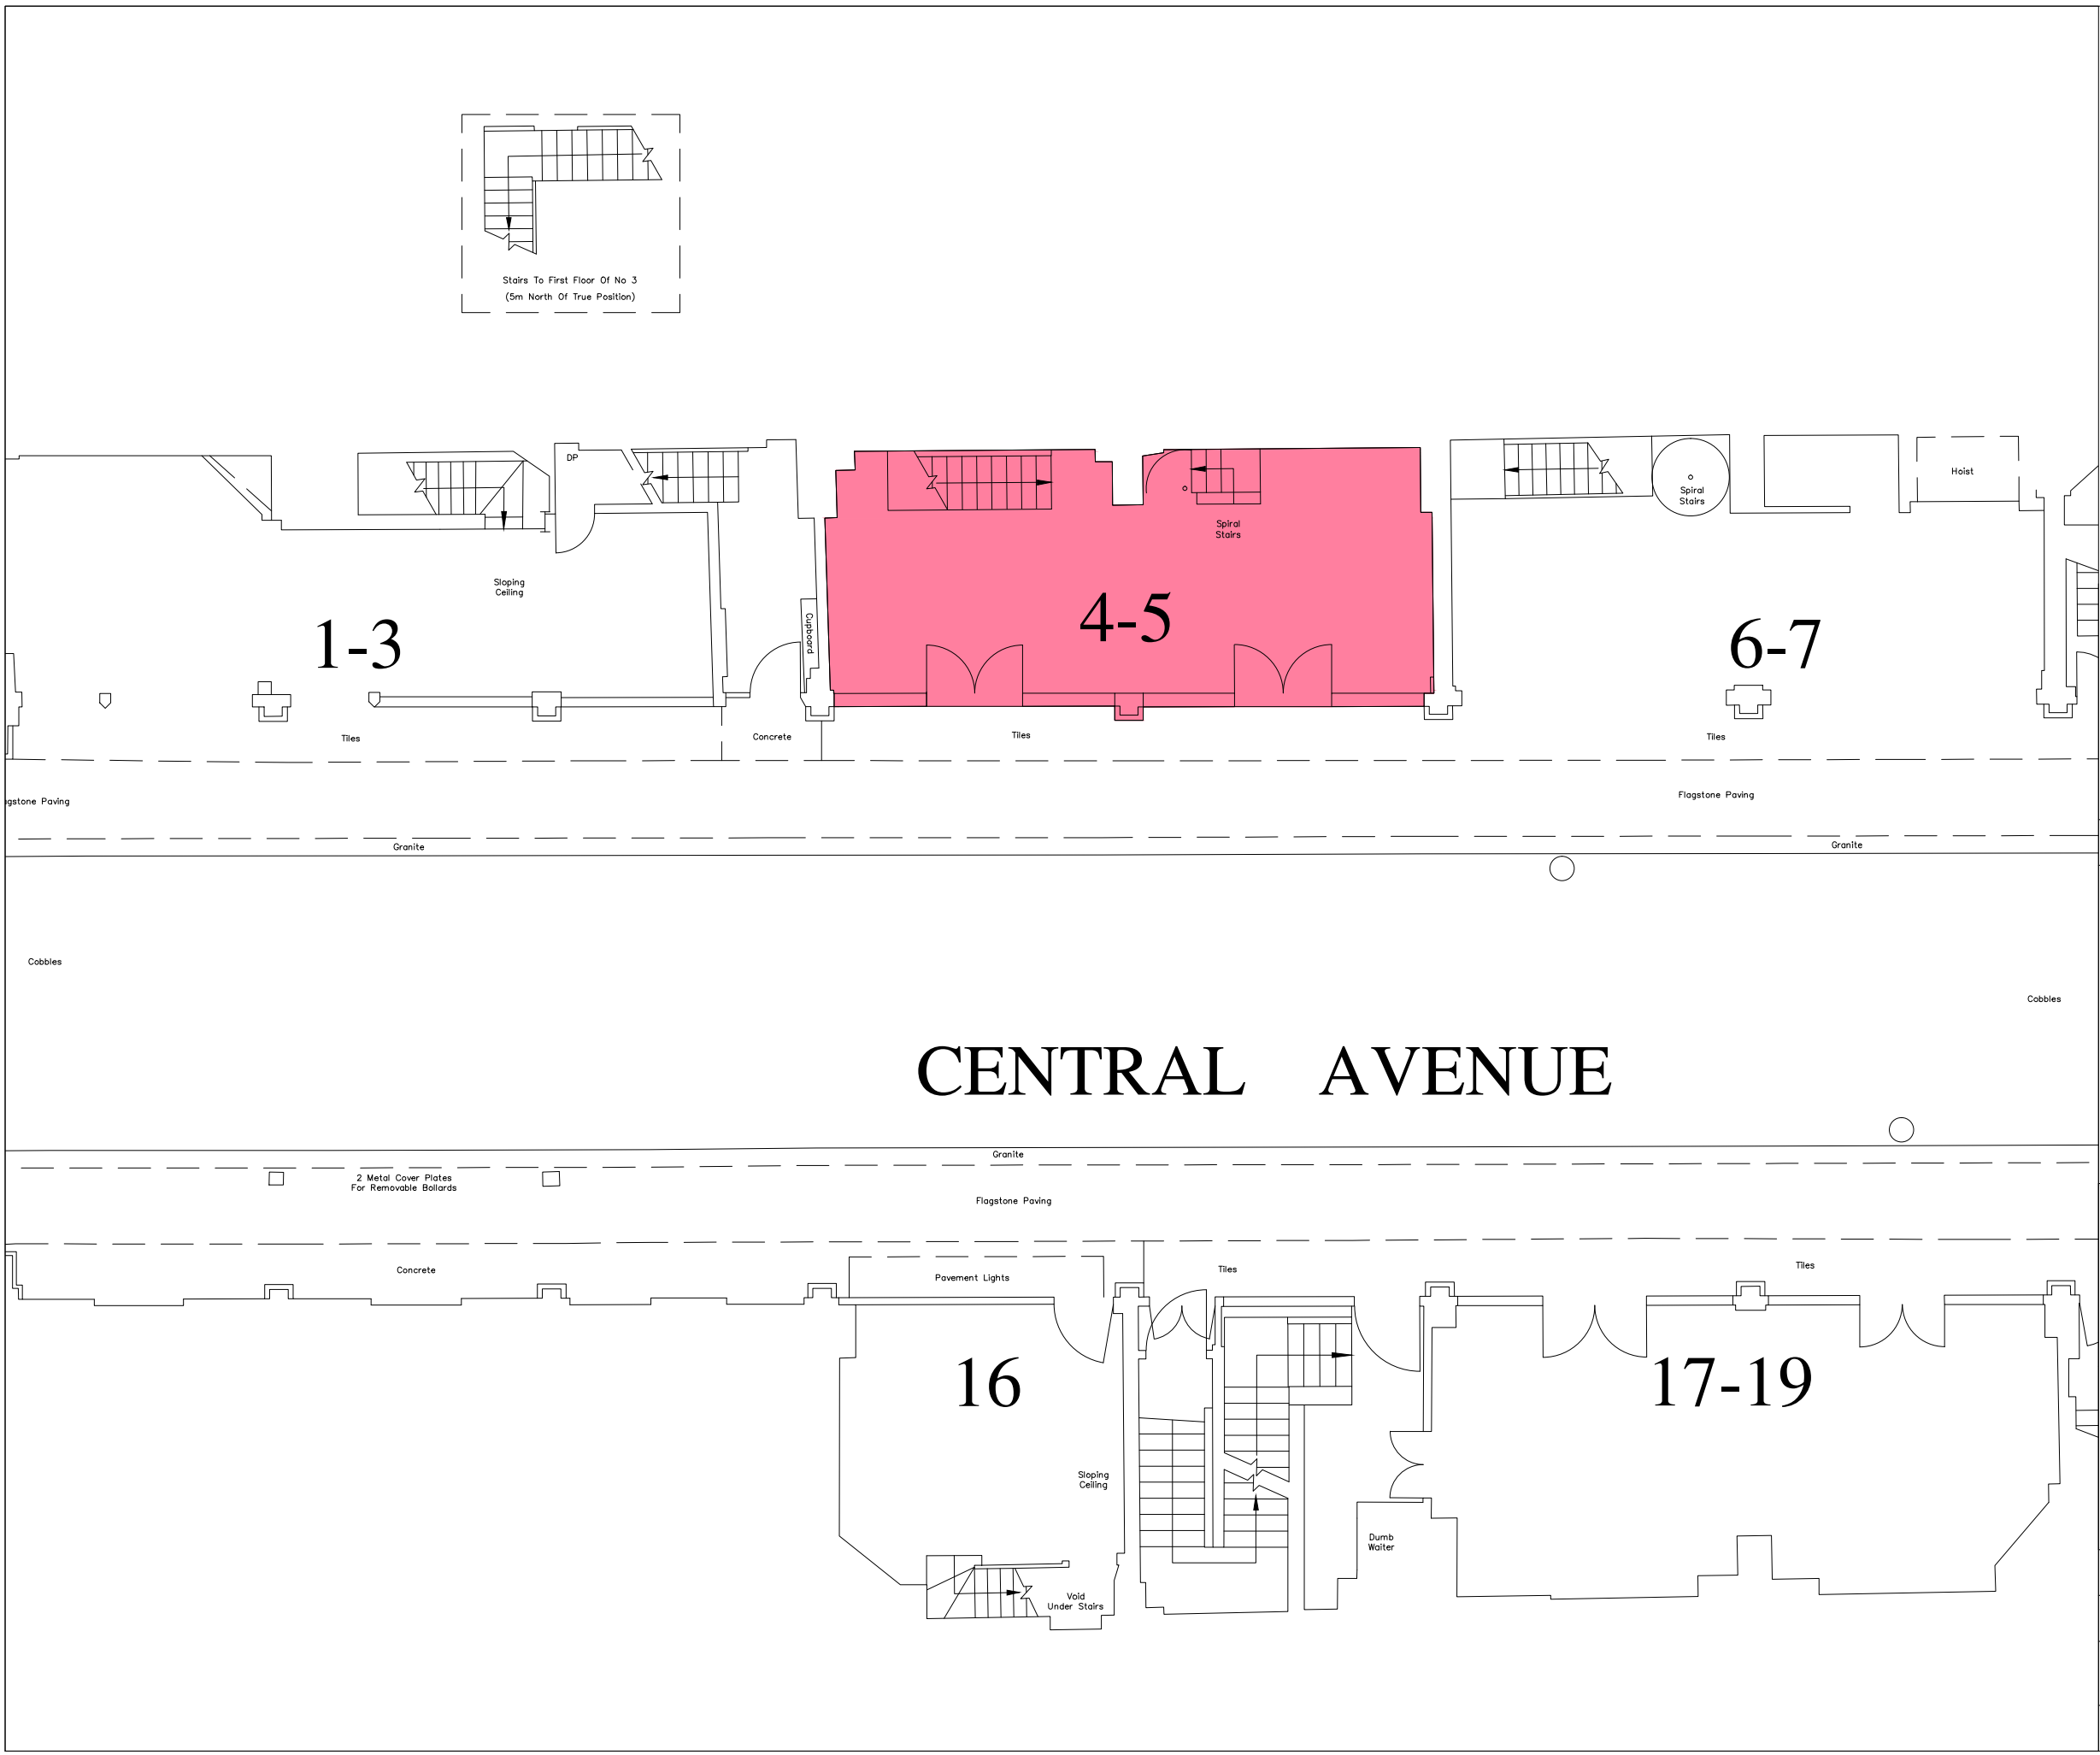 Stairs To First Floor Of No 3
(5m North Of True Position)
DP
Hoist
Spiral
Stairs
Spiral
Stairs
Sloping
Ceiling
Cupboard
1-3
4-5
6-7
Tiles
Concrete
Tiles
Tiles
gstone Paving
Flagstone Paving
Granite
Granite
Cobbles
Cobbles
CENTRAL AVENUE
Granite
2 Metal Cover Plates
For Removable Bollards
Flagstone Paving
Concrete
Pavement Lights
Tiles
Tiles
16
17-19
Sloping
Ceiling
Dumb
Waiter
Void
Under Stairs